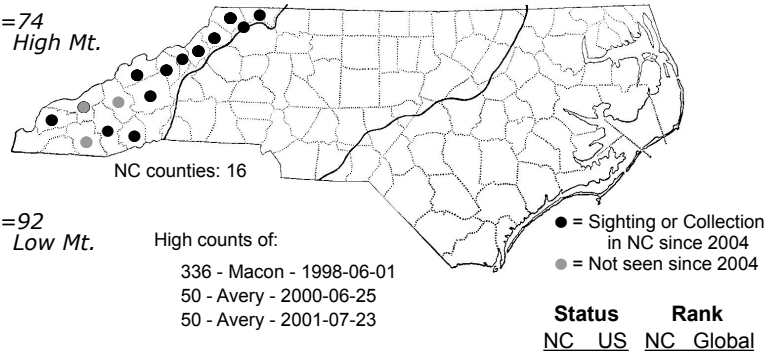 =74
High Mt.
NC counties: 16
=92
Low Mt.
High counts of:
336 - Macon - 1998-06-01
50 - Avery - 2000-06-25
50 - Avery - 2001-07-23
= Sighting or Collection
in NC since 2004
= Not seen since 2004
Status Rank
NC US NC Global